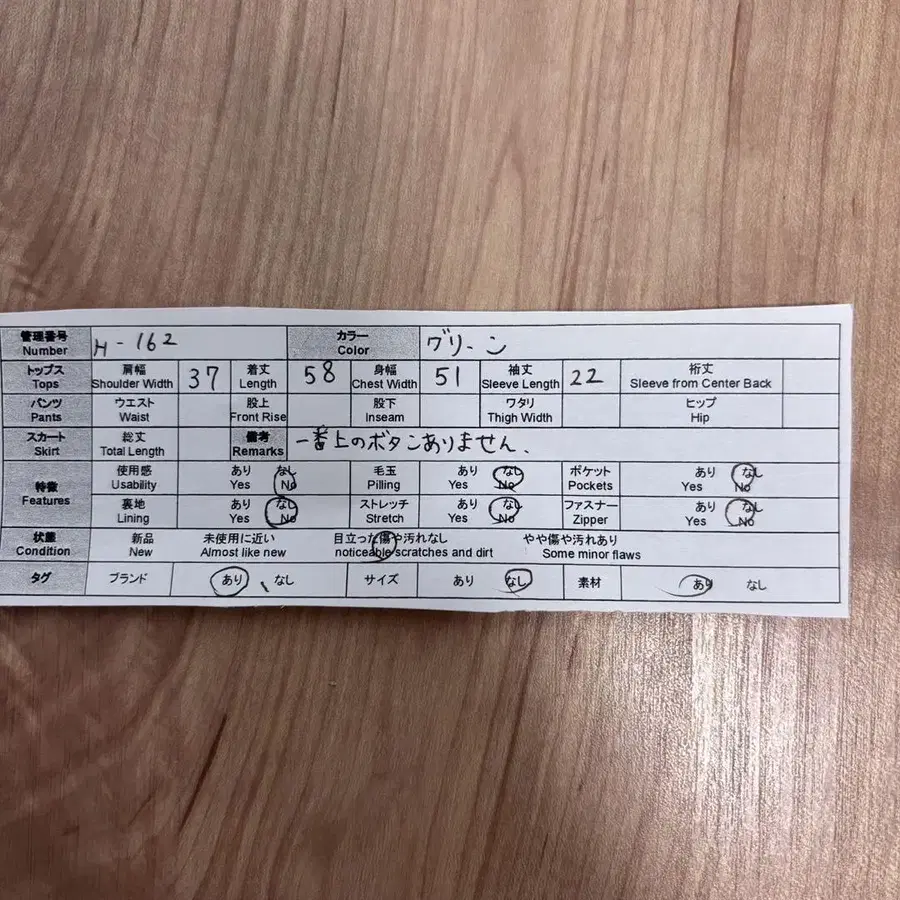 管理番号 H-162 カラー グリーン
Number Color
トップス 肩幅 37 着丈 58 身幅 51 袖丈 22 裄丈
Tops Shoulder Width Length Chest Width Sleeve Length Sleeve from Center Back
パンツ ウエスト 股上 股下 ワタリ ヒップ
Pants Waist Front Rise Inseam Thigh Width Hip
スカート 総丈 備考 一番上のボタンありません、
Skirt Total Length Remarks
特徴 使用感 あり なし 毛玉 あり なし ポケット あり なし
Features Usability Yes No Pilling Yes No Pockets Yes No
裏地 あり なし ストレッチ あり なし ファスナー あり なし
Lining Yes No Stretch Yes No Zipper Yes No
状態 新品 未使用に近い 目立った傷や汚れなし やや傷や汚れあり
Condition New Almost like new noticeable scratches and dirt Some minor flaws
タグ ブランド あり 、 なし サイズ あり なし 素材 あり なし